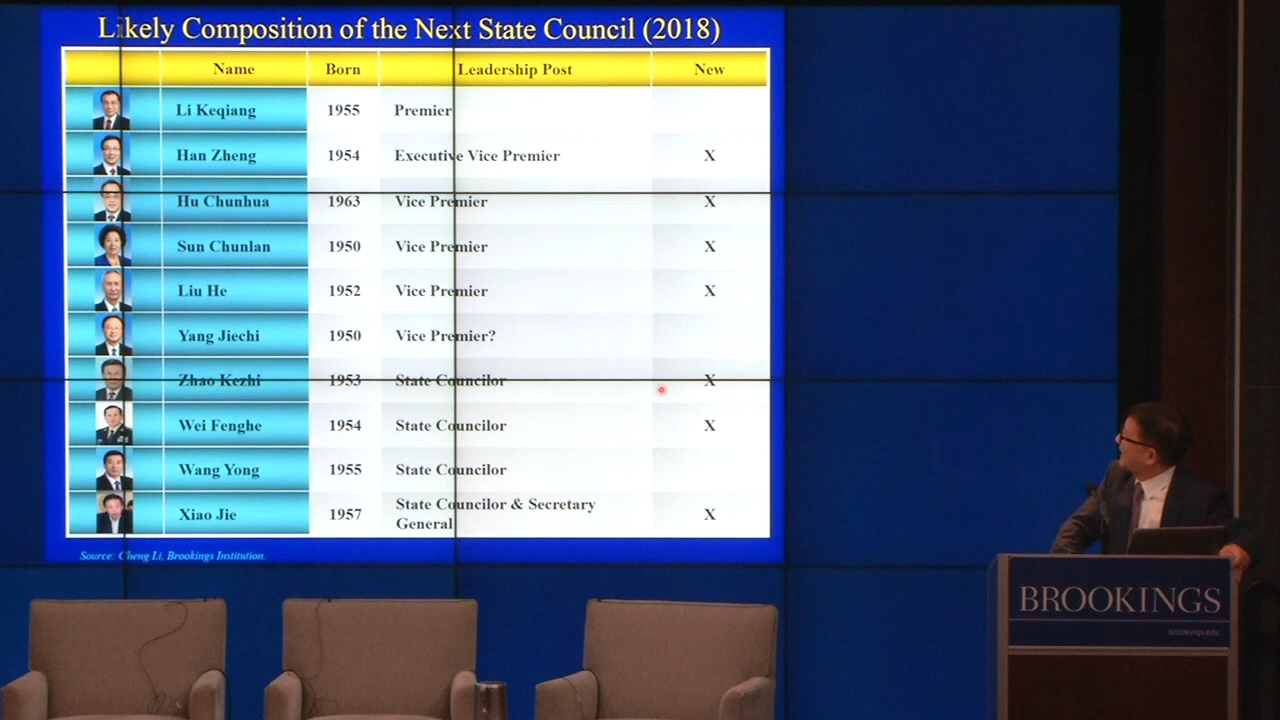 Likely Composition of the Next State Council (2018)
Name Born Leadership Post New
Li Keqiang 1955 Premier
Han Zheng 1954 Executive Vice Premier X
Hu Chunhua 1963 Vice Premier X
Sun Chunlan 1950 Vice Premier X
Liu He 1952 Vice Premier X
Yang Jiechi 1950 Vice Premier?
Zhao Kezhi 1953 State Councilor X
Wei Fenghe 1954 State Councilor X
Wang Yong 1955 State Councilor
Xiao Jie 1957 State Councilor & Secretary General X
Source: Cheng Li, Brookings Institution.
BROOKINGS
brookings.edu